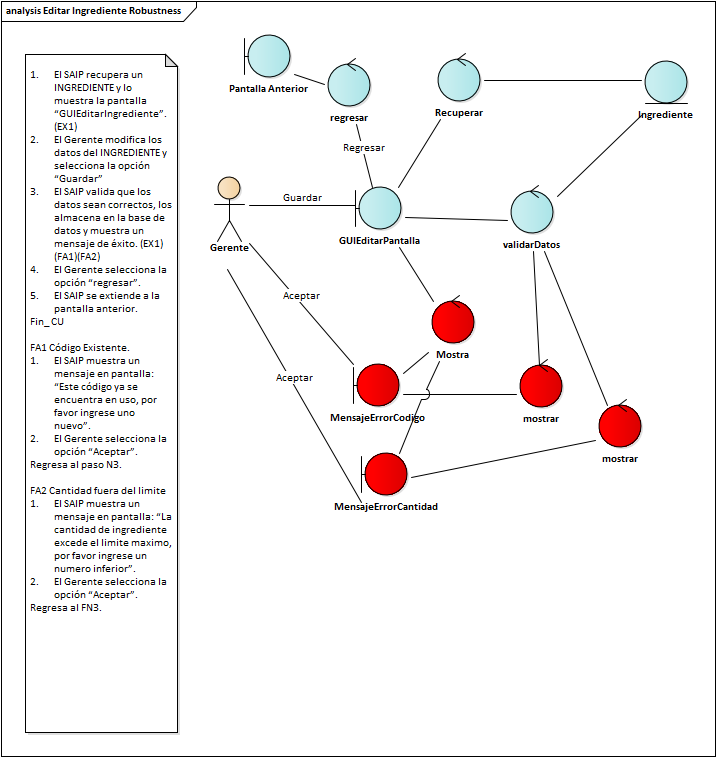 analysis Editar Ingrediente Robustness
1. El SAIP recupera un
INGREDIENTE y lo
muestra la pantalla
“GUIEditarIngrediente”.
(EX1)
2. El Gerente modifica los
datos del INGREDIENTE y
selecciona la opción
“Guardar”
3. El SAIP valida que los
datos sean correctos, los
almacena en la base de
datos y muestra un
mensaje de éxito. (EX1)
(FA1)(FA2)
4. El Gerente selecciona la
opción “regresar”.
5. El SAIP se extiende a la
pantalla anterior.
Fin_CU
FA1 Código Existente.
1. El SAIP muestra un
mensaje en pantalla:
“Este código ya se
encuentra en uso, por
favor ingrese uno
nuevo”.
2. El Gerente selecciona la
opción “Aceptar”.
Regresa al paso N3.
FA2 Cantidad fuera del limite
1. El SAIP muestra un
mensaje en pantalla: “La
cantidad de ingrediente
excede el limite maximo,
por favor ingrese un
numero inferior”.
2. El Gerente selecciona la
opción “Aceptar”.
Regresa al FN3.
Pantalla Anterior
regresar
Recuperar
Ingrediente
Regresar
Guardar
Gerente
GUIEditarPantalla
validarDatos
Aceptar
Mostra
Aceptar
MensajeErrorCodigo
mostrar
mostrar
MensajeErrorCantidad